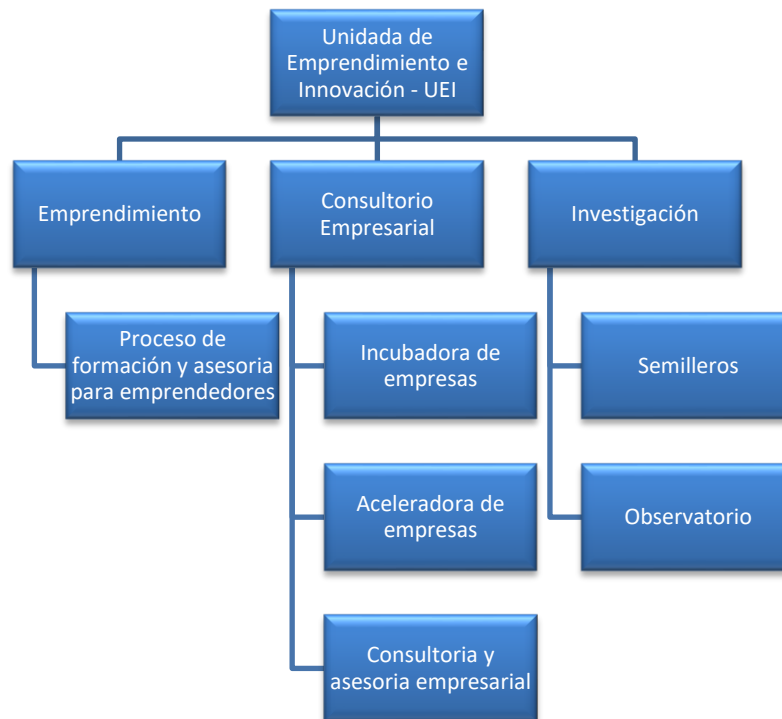 Unidada de
Emprendimiento e
Innovación - UEI
Emprendimiento
Consultorio
Empresarial
Investigación
Proceso de
formación y asesoria
para emprendedores
Incubadora de
empresas
Semilleros
Aceleradora de
empresas
Observatorio
Consultoria y
asesoria empresarial